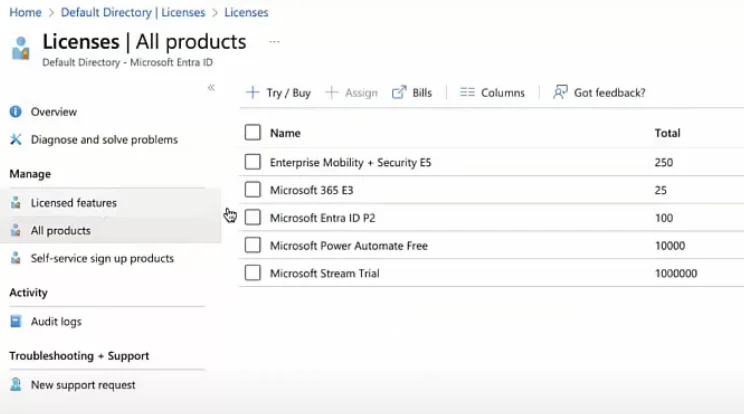 Home > Default Directory | Licenses > Licenses
Licenses | All products ...
Default Directory - Microsoft Entra ID
«
Overview
Diagnose and solve problems
Manage
Licensed features
All products
Self-service sign up products
Activity
Audit logs
Troubleshooting + Support
New support request
+ Try / Buy + Assign Bills Columns Got feedback?
Name Total
Enterprise Mobility + Security E5 250
Microsoft 365 E3 25
Microsoft Entra ID P2 100
Microsoft Power Automate Free 10000
Microsoft Stream Trial 1000000